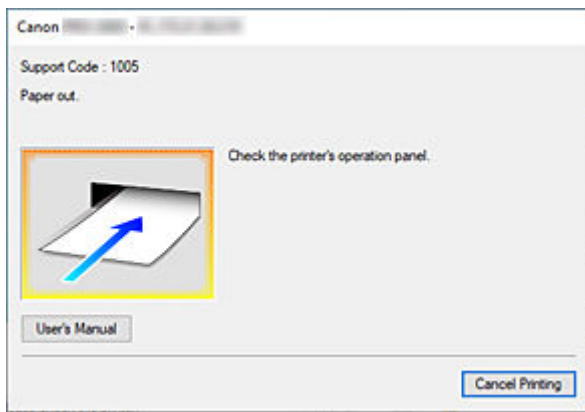 Canon -
Support Code : 1005
Paper out.
Check the printer's operation panel.
User's Manual
Cancel Printing